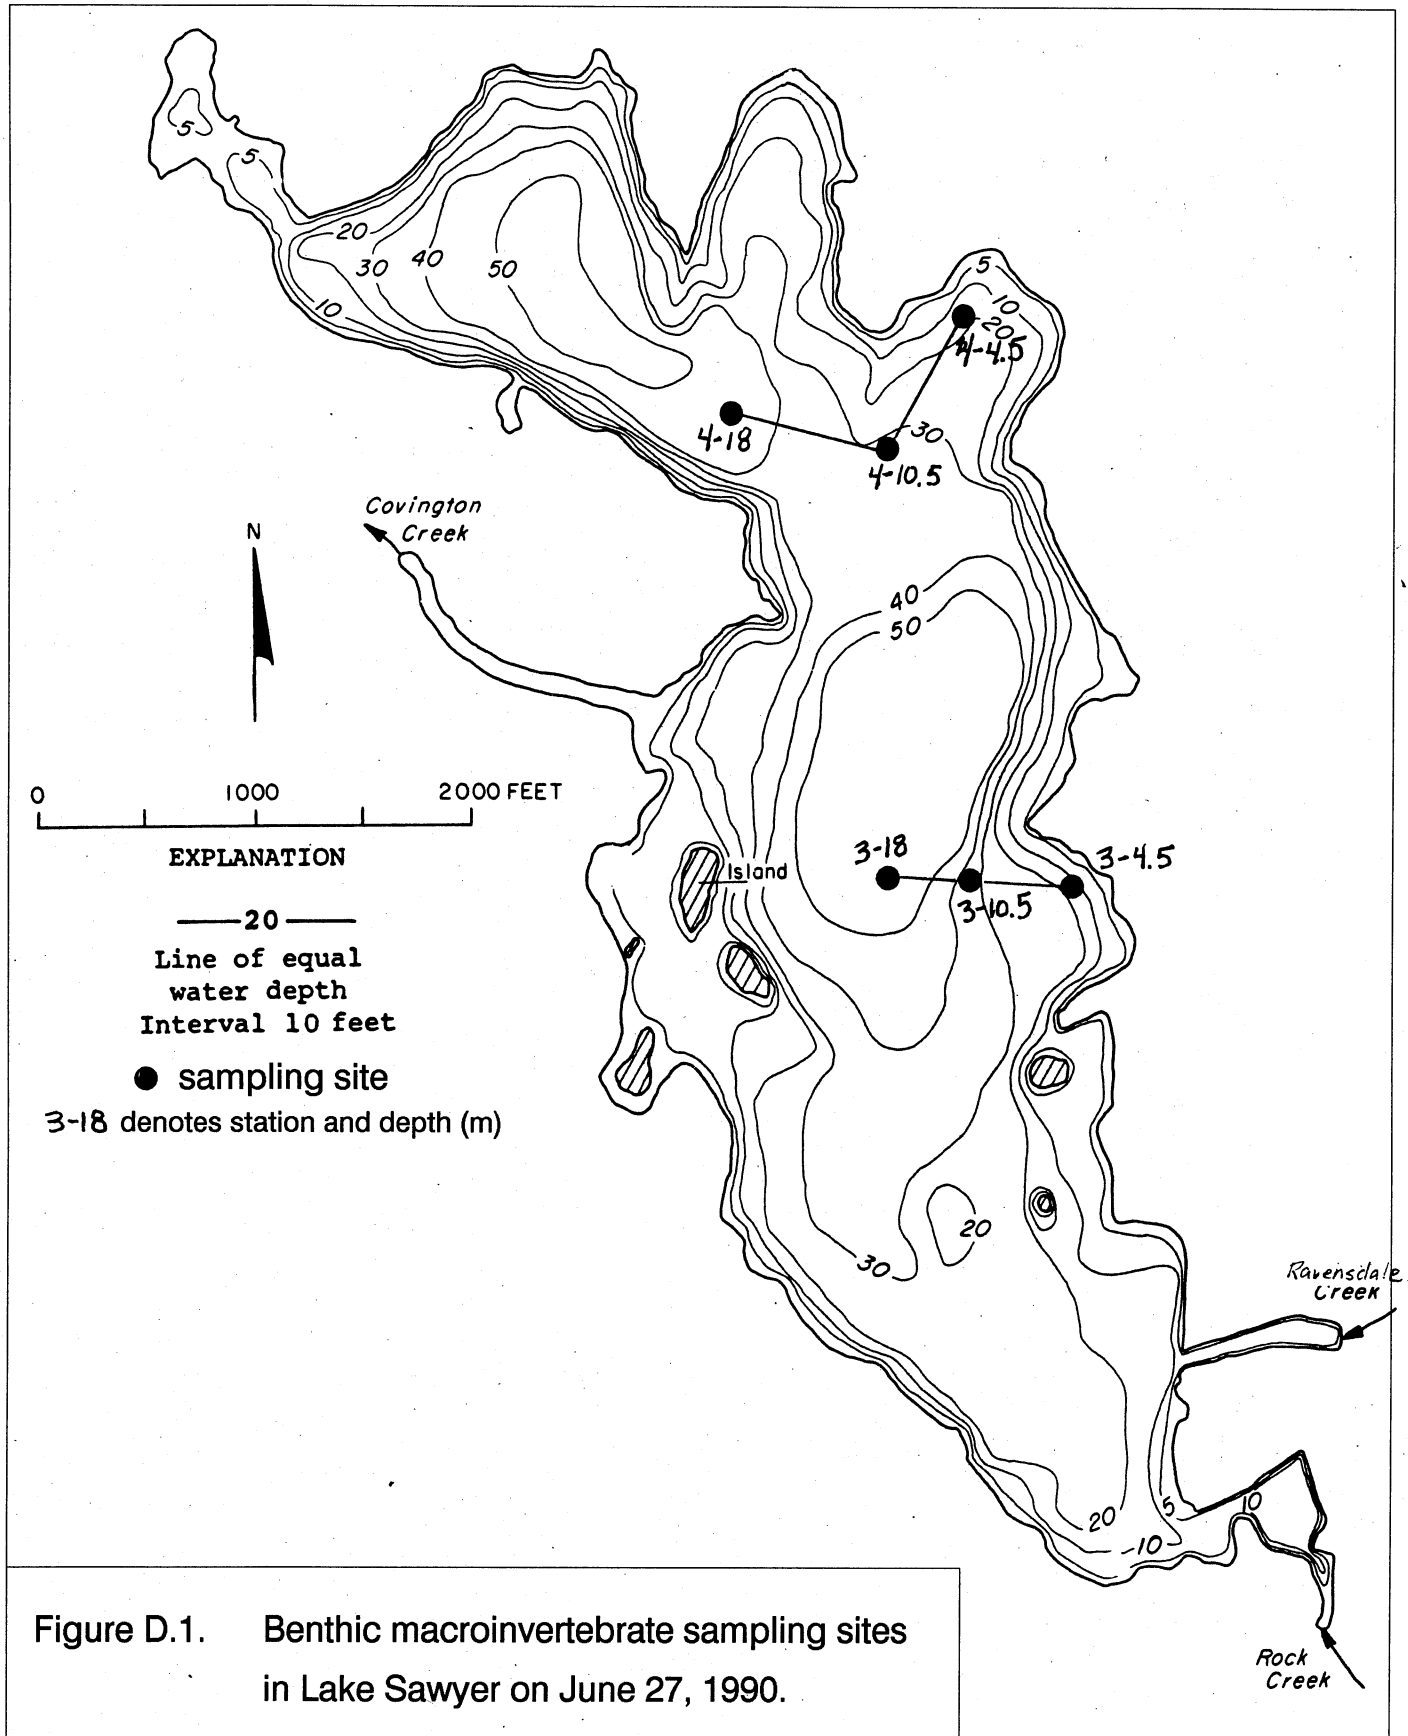 5
5
20
30
40
50
10
5
10
20
4-4.5
4-18
30
4-10.5
Covington
Creek
N
40
50
0 1000 2000 FEET
EXPLANATION
20
Line of equal
water depth
Interval 10 feet
sampling site
3-18 denotes station and depth (m)
3-18
3-4.5
Island
3-10.5
20
30
Ravensdale
Creek
20
5
10
-10-
Rock
Creek
Figure D.1. Benthic macroinvertebrate sampling sites
in Lake Sawyer on June 27, 1990.